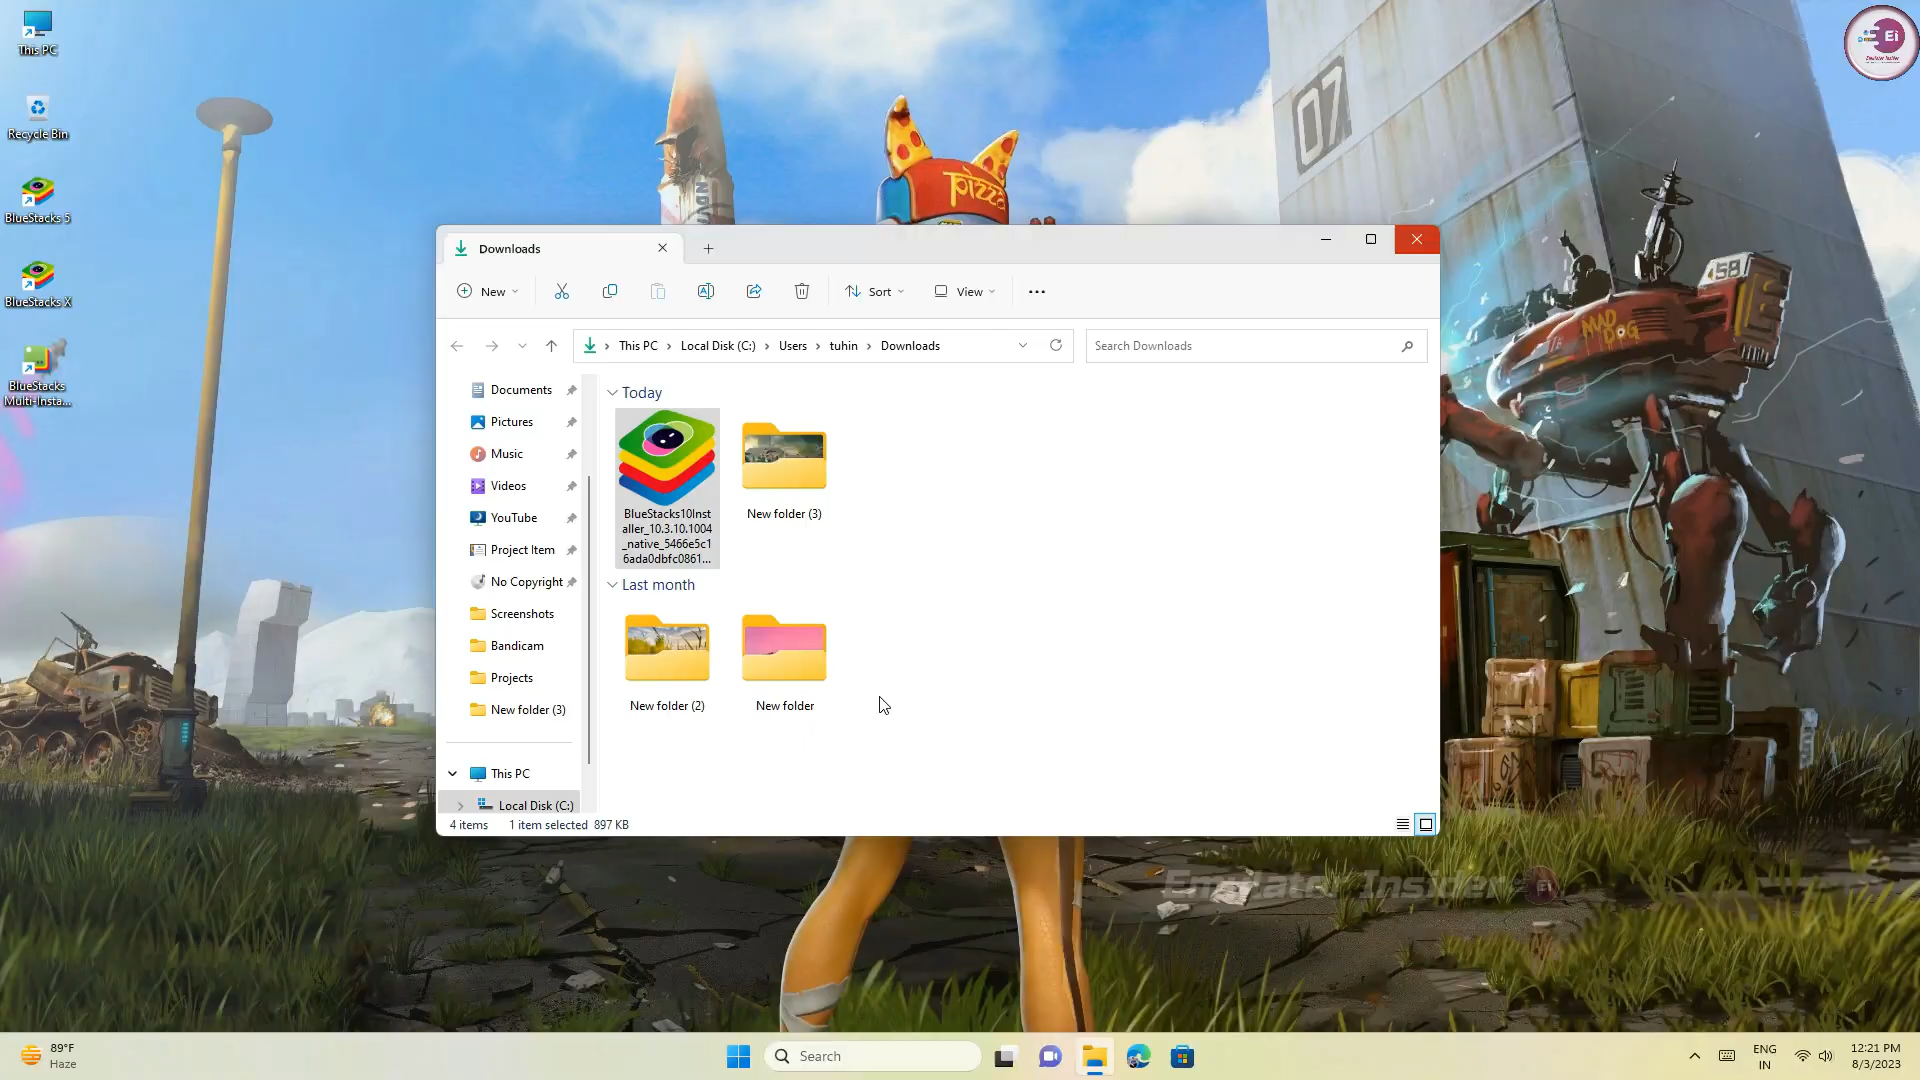 This PC
Recycle Bin
BlueStacks 5
BlueStacks X
BlueStacks
Multi-Insta...
07
pizza
58
MAD DOG
Ei
Emulator Insider
Downloads
New
Sort
View
This PC
Local Disk (C:)
Users
tuhin
Downloads
Search Downloads
Documents
Pictures
Music
Videos
YouTube
Project Item
No Copyright
Screenshots
Bandicam
Projects
New folder (3)
This PC
Local Disk (C:)
Today
BlueStacks10Inst
aller_10.3.10.1004
_native_5466e5c1
6ada0dbfc0861...
New folder (3)
Last month
New folder (2)
New folder
4 items
1 item selected 897 KB
Emulator Insider
89°F
Haze
Search
ENG
IN
12:21 PM
8/3/2023